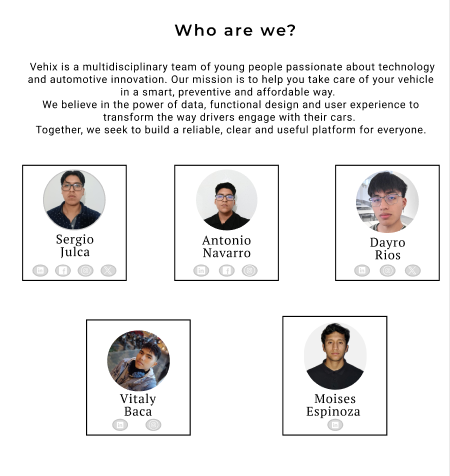 Who are we?
Vehix is a multidisciplinary team of young people passionate about technology
and automotive innovation. Our mission is to help you take care of your vehicle
in a smart, preventive and affordable way.
We believe in the power of data, functional design and user experience to
transform the way drivers engage with their cars.
Together, we seek to build a reliable, clear and useful platform for everyone.
Sergio
Julca
Antonio
Navarro
Dayro
Rios
Vitaly
Baca
Moises
Espinoza